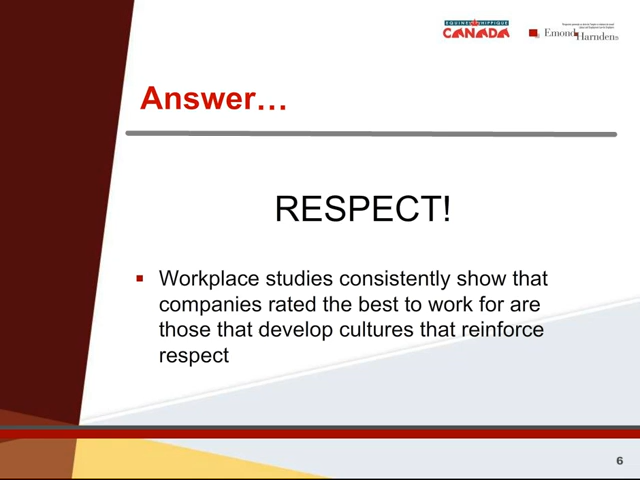 EQUINE HIPPIQUE
CANADA
Emond Harnden
Answer…
RESPECT!
Workplace studies consistently show that
companies rated the best to work for are
those that develop cultures that reinforce
respect
6